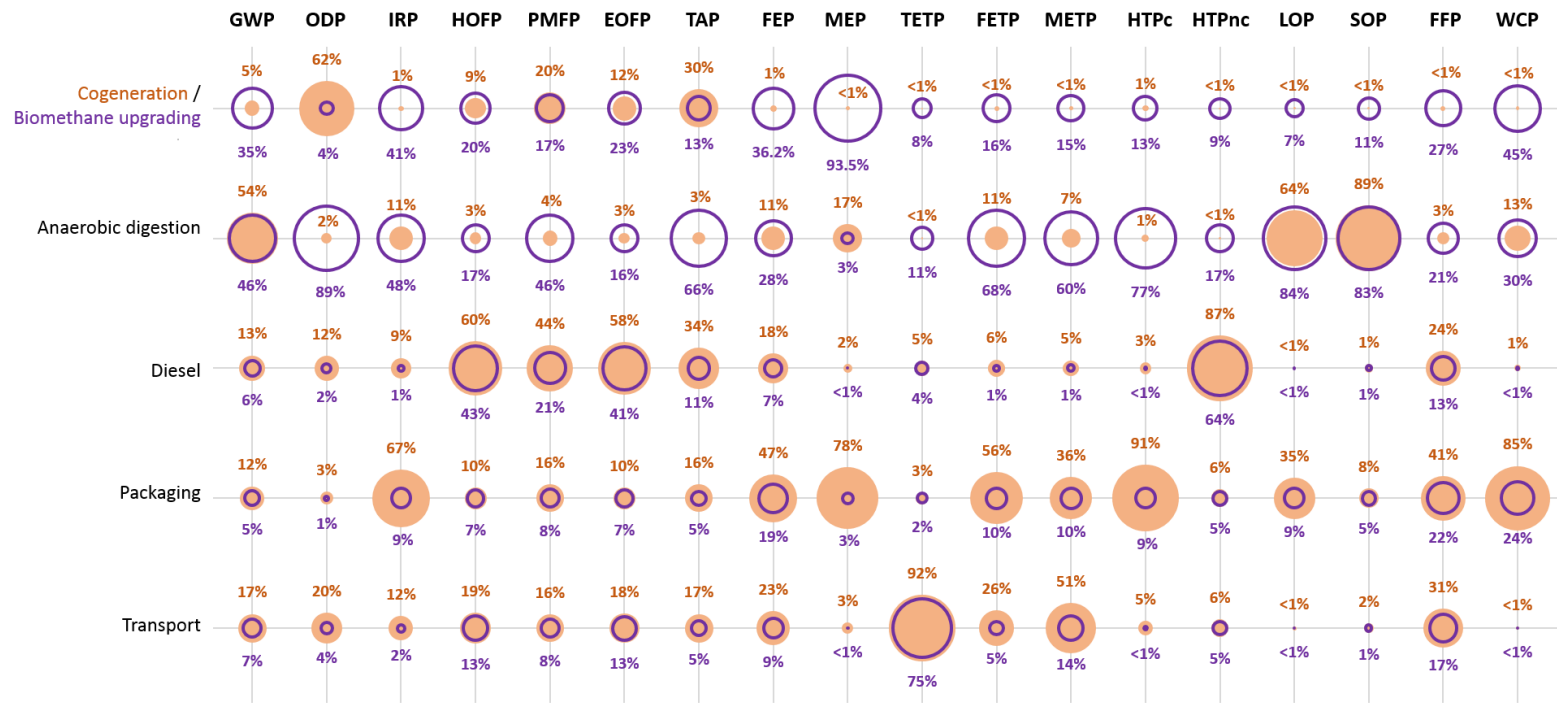 GWP ODP IRP HOFP PMFP EOFP TAP FEP MEP TETP FETP METP HTPc HTPnc LOP SOP FFP WCP
5% 62% 1% 9% 20% 12% 30% 1% <1% <1% <1% <1% 1% <1% <1% <1% <1% <1%
Cogeneration /
Biomethane upgrading
35% 4% 41% 20% 17% 23% 13% 36.2% 93.5% 8% 16% 15% 13% 9% 7% 11% 27% 45%
54% 2% 11% 3% 4% 3% 3% 11% 17% <1% 11% 7% 1% <1% 64% 89% 3% 13%
Anaerobic digestion
46% 89% 48% 17% 46% 16% 66% 28% 3% 11% 68% 60% 77% 17% 84% 83% 21% 30%
13% 12% 9% 60% 44% 58% 34% 18% 2% 5% 6% 5% 3% 87% <1% 1% 24% 1%
Diesel
6% 2% 1% 43% 21% 41% 11% 7% <1% 4% 1% 1% <1% 64% <1% 1% 13% <1%
12% 3% 67% 10% 16% 10% 16% 47% 78% 3% 56% 36% 91% 6% 35% 8% 41% 85%
Packaging
5% 1% 9% 7% 8% 7% 5% 19% 3% 2% 10% 10% 9% 5% 9% 5% 22% 24%
17% 20% 12% 19% 16% 18% 17% 23% 3% 92% 26% 51% 5% 6% <1% 2% 31% <1%
Transport
7% 4% 2% 13% 8% 13% 5% 9% <1% 75% 5% 14% <1% 5% <1% 1% 17% <1%